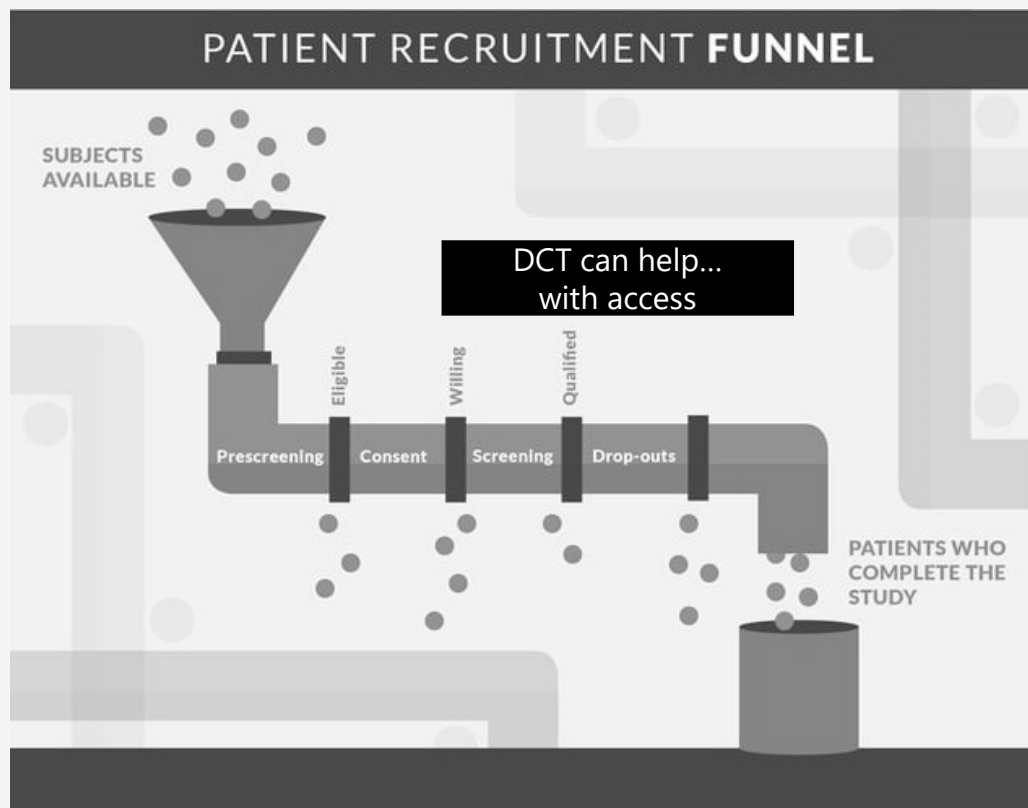 PATIENT RECRUITMENT FUNNEL
SUBJECTS
AVAILABLE
DCT can help...
with access
Eligible
Willing
Qualified
Prescreening
Consent
Screening
Drop-outs
PATIENTS WHO
COMPLETE THE
STUDY